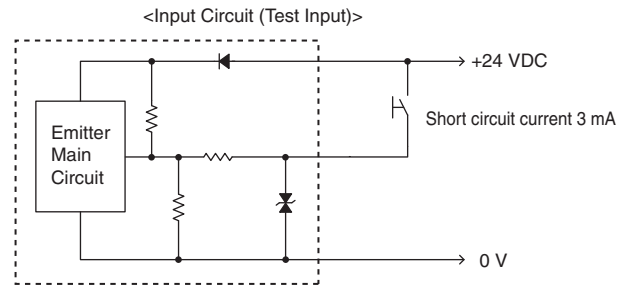 <Input Circuit (Test Input)>
+24 VDC
Short circuit current 3 mA
Emitter
Main
Circuit
0 V